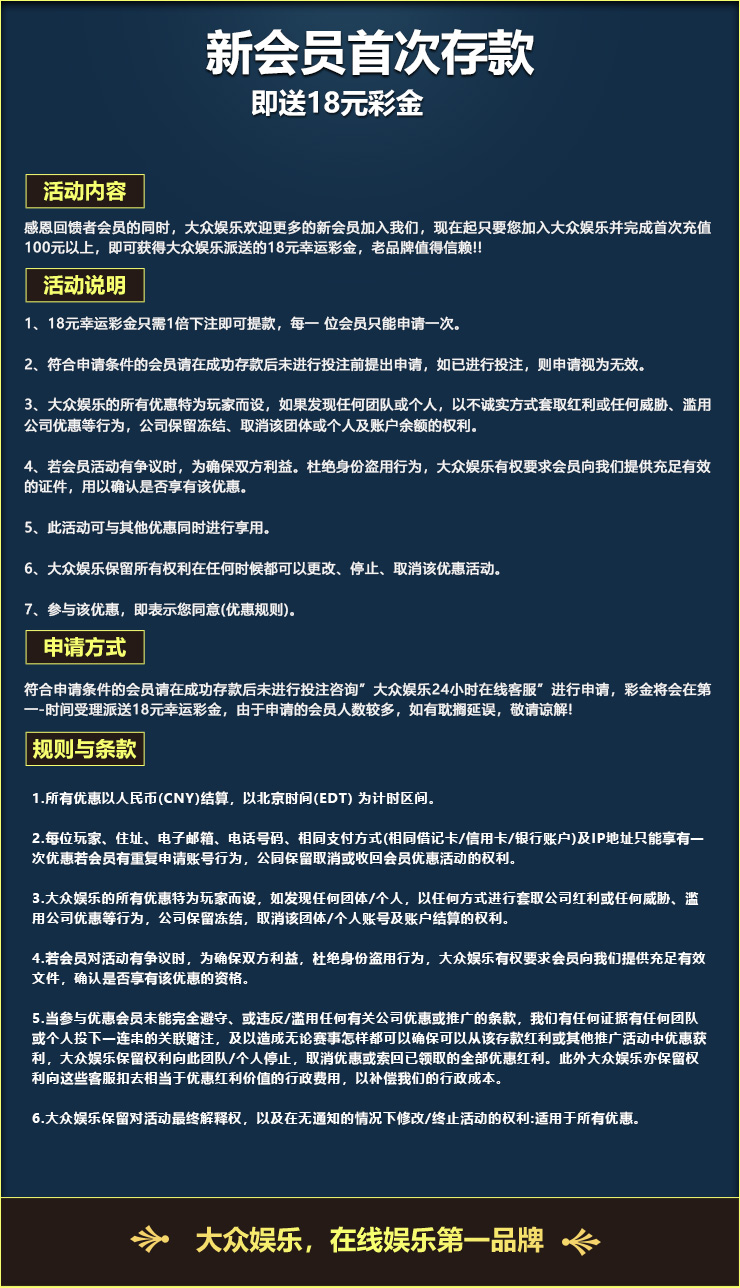 新会员首次存款
即送18元彩金
活动内容
感恩回馈者会员的同时，大众娱乐欢迎更多的新会员加入我们，现在起只要您加入大众娱乐并完成首次充值
100元以上，即可获得大众娱乐派送的18元幸运彩金，老品牌值得信赖!!
活动说明
1、18元幸运彩金只需1倍下注即可提款，每一 位会员只能申请一次。
2、符合申请条件的会员请在成功存款后未进行投注前提出申请，如已进行投注，则申请视为无效。
3、大众娱乐的所有优惠特为玩家而设，如果发现任何团队或个人，以不诚实方式套取红利或任何威胁、滥用
公司优惠等行为，公司保留冻结、取消该团体或个人及账户余额的权利。
4、若会员活动有争议时，为确保双方利益。杜绝身份盗用行为，大众娱乐有权要求会员向我们提供充足有效
的证件，用以确认是否享有该优惠。
5、此活动可与其他优惠同时进行享用。
6、大众娱乐保留所有权利在任何时候都可以更改、停止、取消该优惠活动。
7、参与该优惠，即表示您同意(优惠规则)。
申请方式
符合申请条件的会员请在成功存款后未进行投注咨询”大众娱乐24小时在线客服”进行申请，彩金将会在第
一-时间受理派送18元幸运彩金，由于申请的会员人数较多，如有耽搁延误，敬请谅解!
规则与条款
1.所有优惠以人民币(CNY)结算，以北京时间(EDT) 为计时区间。
2.每位玩家、住址、电子邮箱、电话号码、相同支付方式(相同借记卡/信用卡/银行账户)及IP地址只能享有一
次优惠若会员有重复申请账号行为，公同保留取消或收回会员优惠活动的权利。
3.大众娱乐的所有优惠特为玩家而设，如发现任何团体/个人，以任何方式进行套取公司红利或任何威胁、滥
用公司优惠等行为，公司保留冻结，取消该团体/个人账号及账户结算的权利。
4.若会员对活动有争议时，为确保双方利益，杜绝身份盗用行为，大众娱乐有权要求会员向我们提供充足有效
文件，确认是否享有该优惠的资格。
5.当参与优惠会员未能完全避守、或违反/滥用任何有关公司优惠或推广的条款，我们有任何证据有任何团队
或个人投下一连串的关联赌注，及以造成无论赛事怎样都可以确保可以从该存款红利或其他推广活动中优惠获
利，大众娱乐保留权利向此团队/个人停止，取消优惠或索回已领取的全部优惠红利。此外大众娱乐亦保留权
利向这些客服扣去相当于优惠红利价值的行政费用，以补偿我们的行政成本。
6.大众娱乐保留对活动最终解释权，以及在无通知的情况下修改/终止活动的权利:适用于所有优惠。
大众娱乐，在线娱乐第一品牌